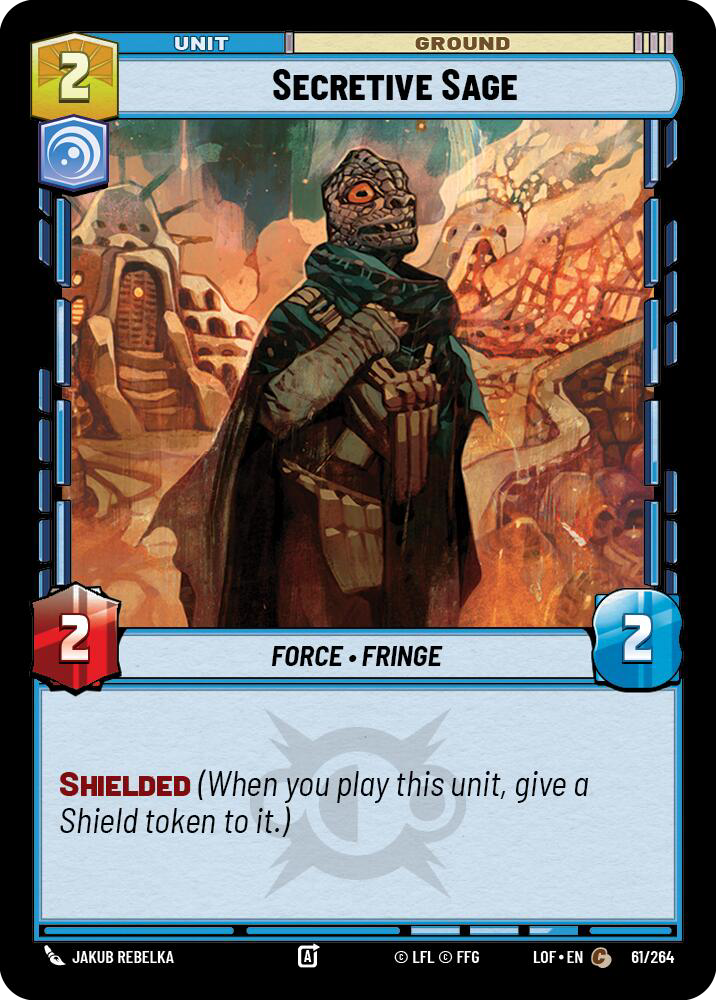 UNIT
GROUND
2
SECRETIVE SAGE
2
FORCE • FRINGE
2
SHIELDED (When you play this unit, give a
Shield token to it.)
JAKUB REBELKA
A
© LFL © FFG
LOF • EN
C
61/264